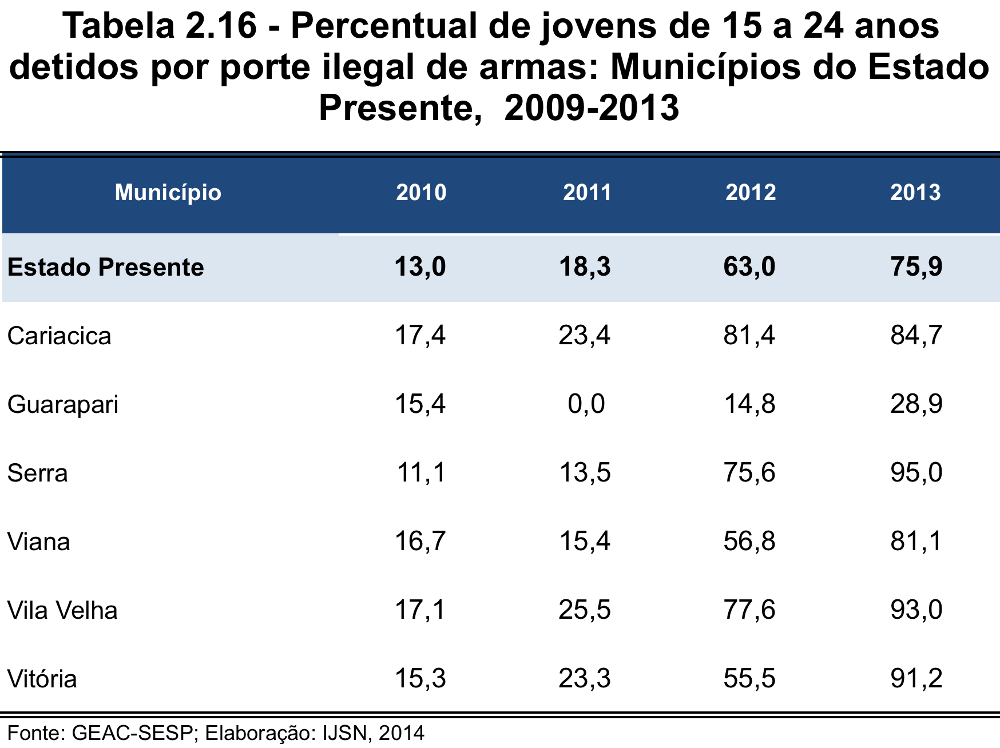 Tabela 2.16 - Percentual de jovens de 15 a 24 anos
detidos por porte ilegal de armas: Municípios do Estado
Presente, 2009-2013
Município 2010 2011 2012 2013
Estado Presente 13,0 18,3 63,0 75,9
Cariacica 17,4 23,4 81,4 84,7
Guarapari 15,4 0,0 14,8 28,9
Serra 11,1 13,5 75,6 95,0
Viana 16,7 15,4 56,8 81,1
Vila Velha 17,1 25,5 77,6 93,0
Vitória 15,3 23,3 55,5 91,2
Fonte: GEAC-SESP; Elaboração: IJSN, 2014